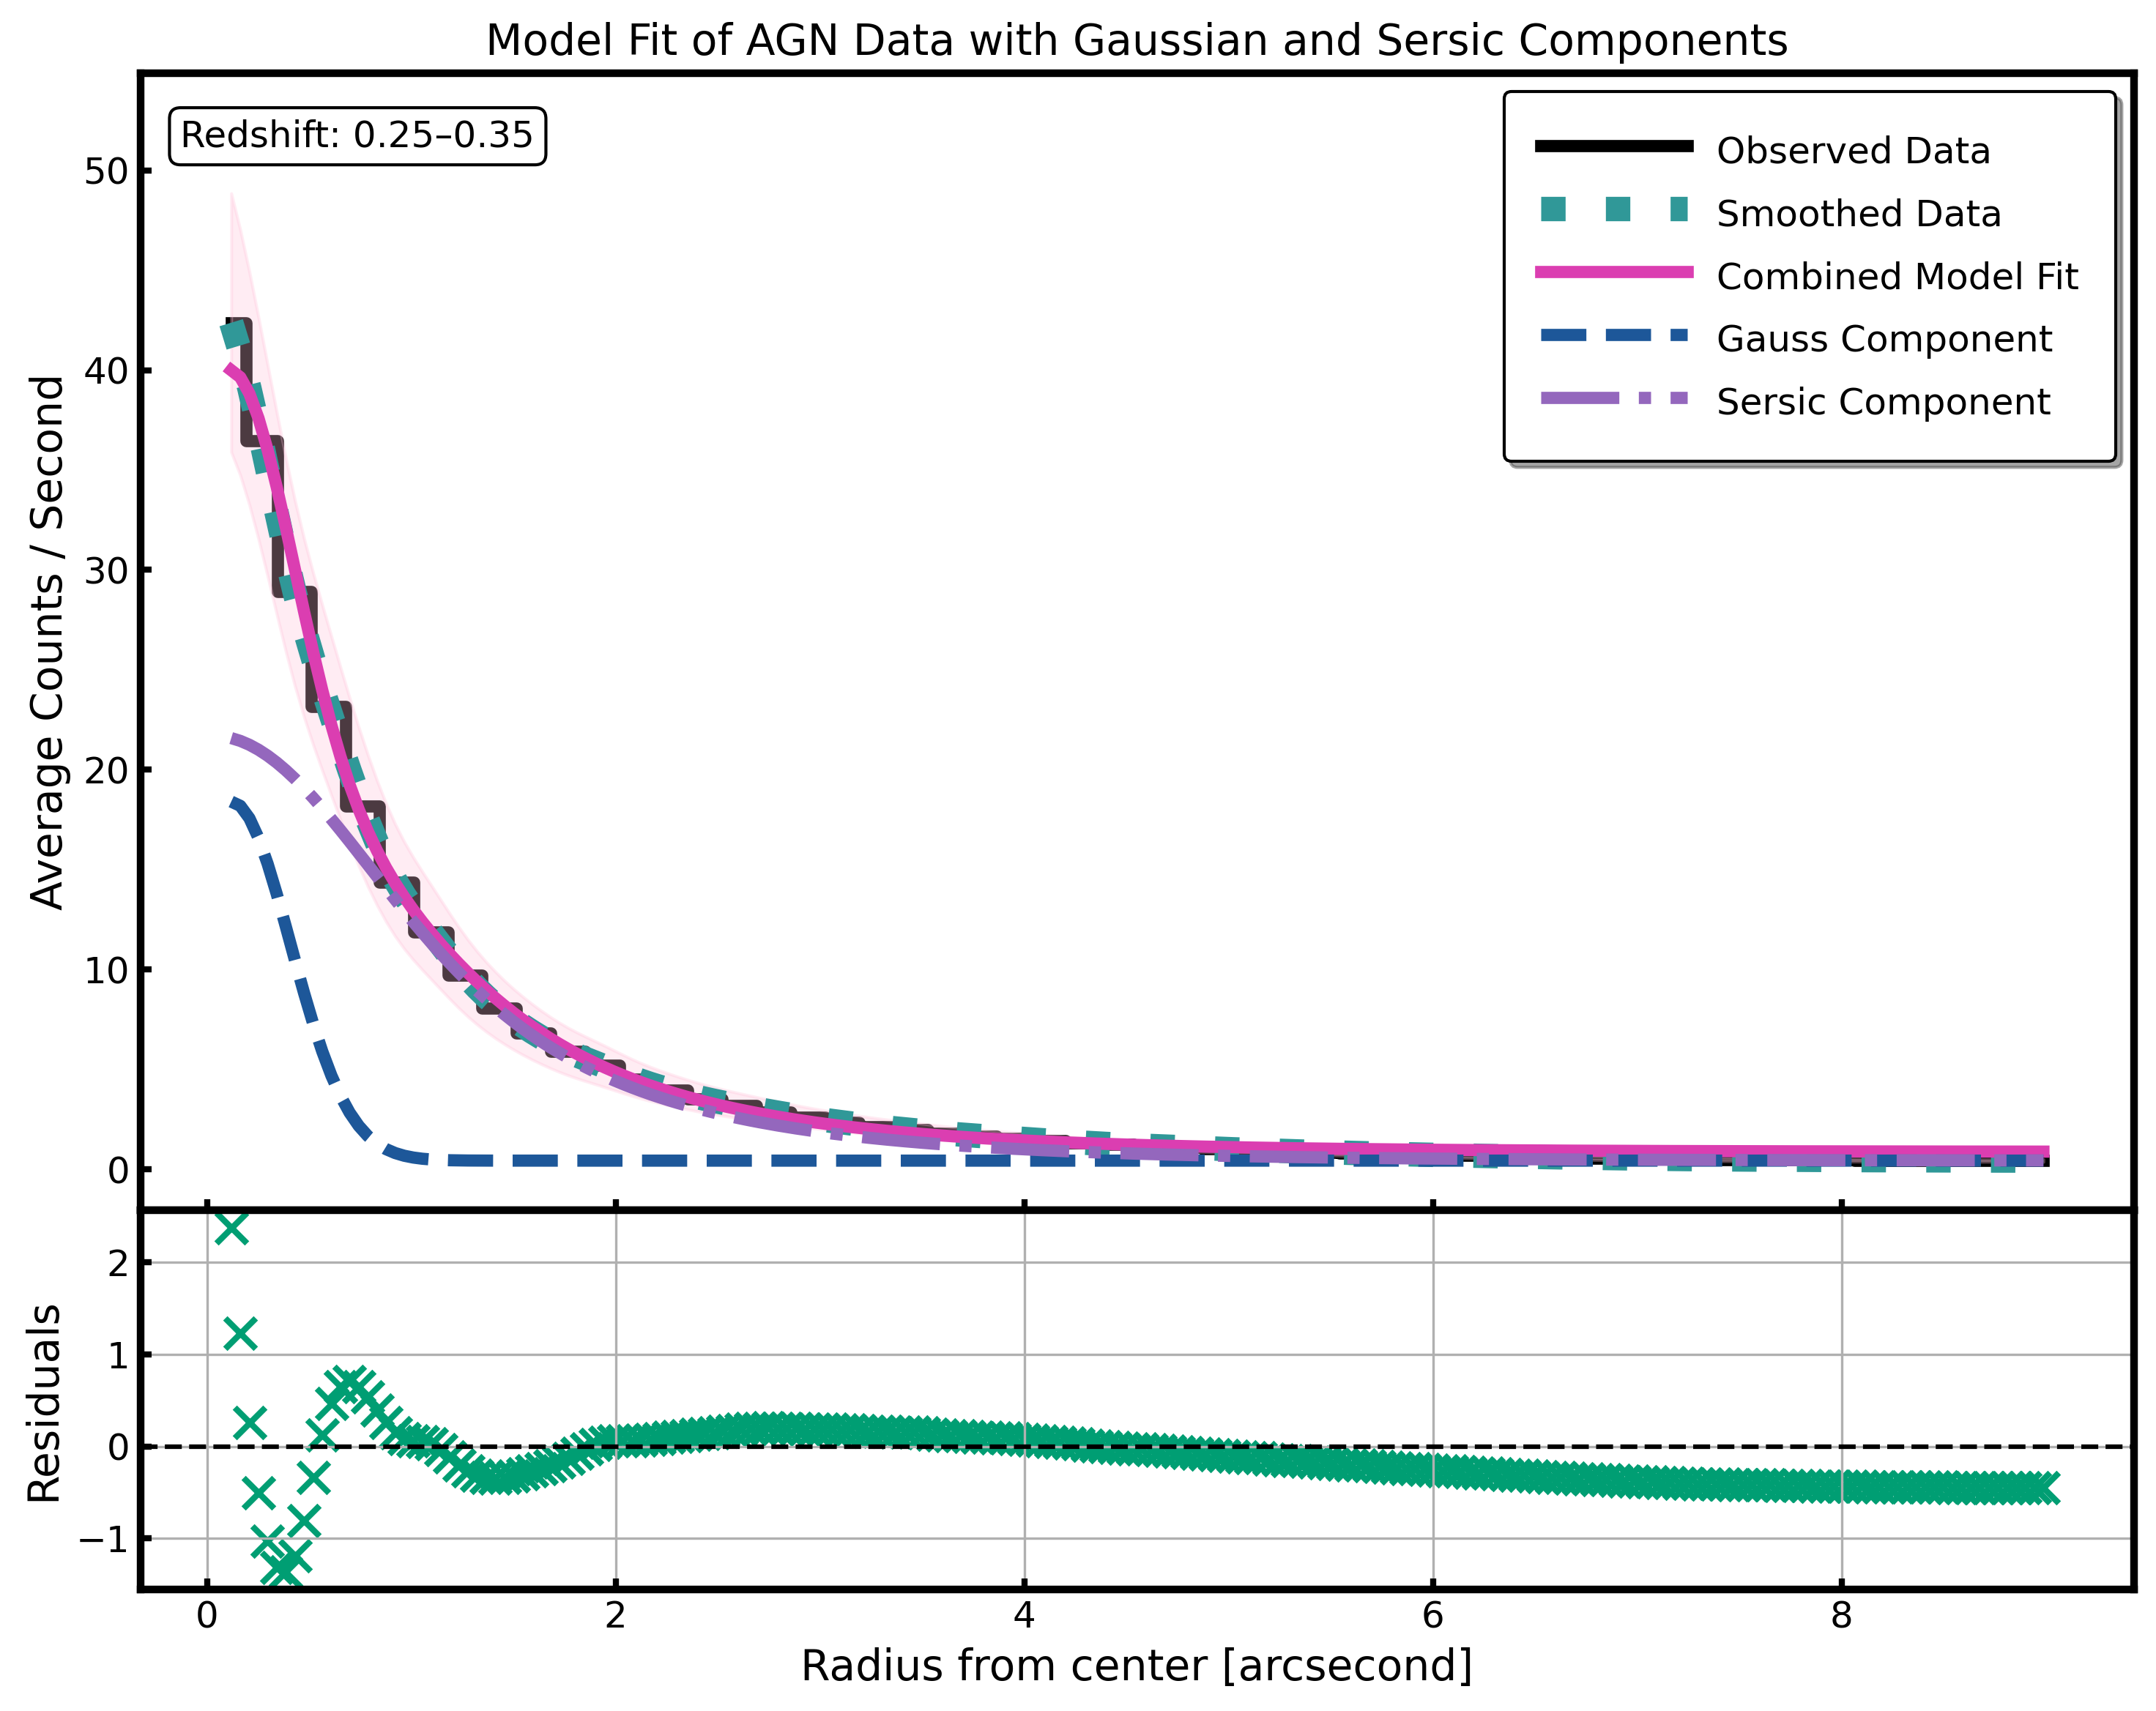 Model Fit of AGN Data with Gaussian and Sersic Components
Redshift: 0.25–0.35
Observed Data
Smoothed Data
Combined Model Fit
Gauss Component
Sersic Component
Average Counts / Second
50
40
30
20
10
0
Residuals
2
1
0
−1
0 2 4 6 8
Radius from center [arcsecond]